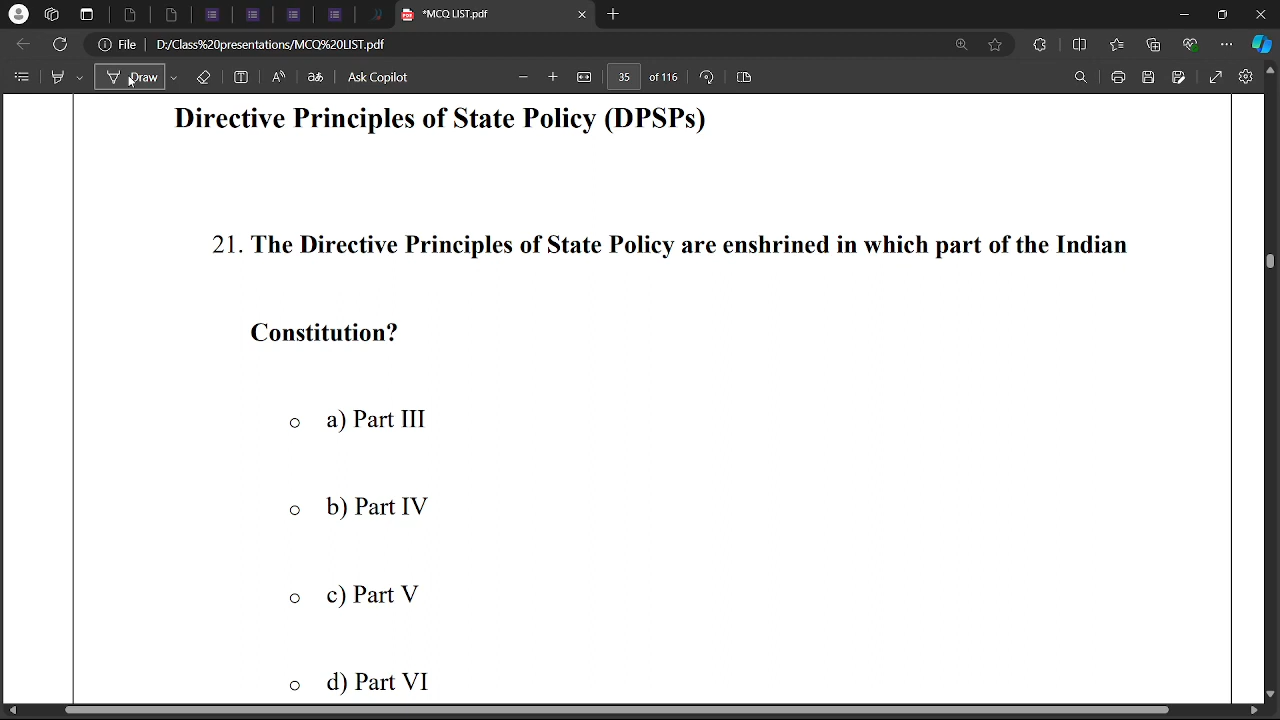 *MCQ LIST.pdf
File
D:/Class%20presentations/MCQ%20LIST.pdf
Draw
Ask Copilot
35
of 116
Directive Principles of State Policy (DPSPs)
21. The Directive Principles of State Policy are enshrined in which part of the Indian
Constitution?
a) Part III
b) Part IV
c) Part V
d) Part VI